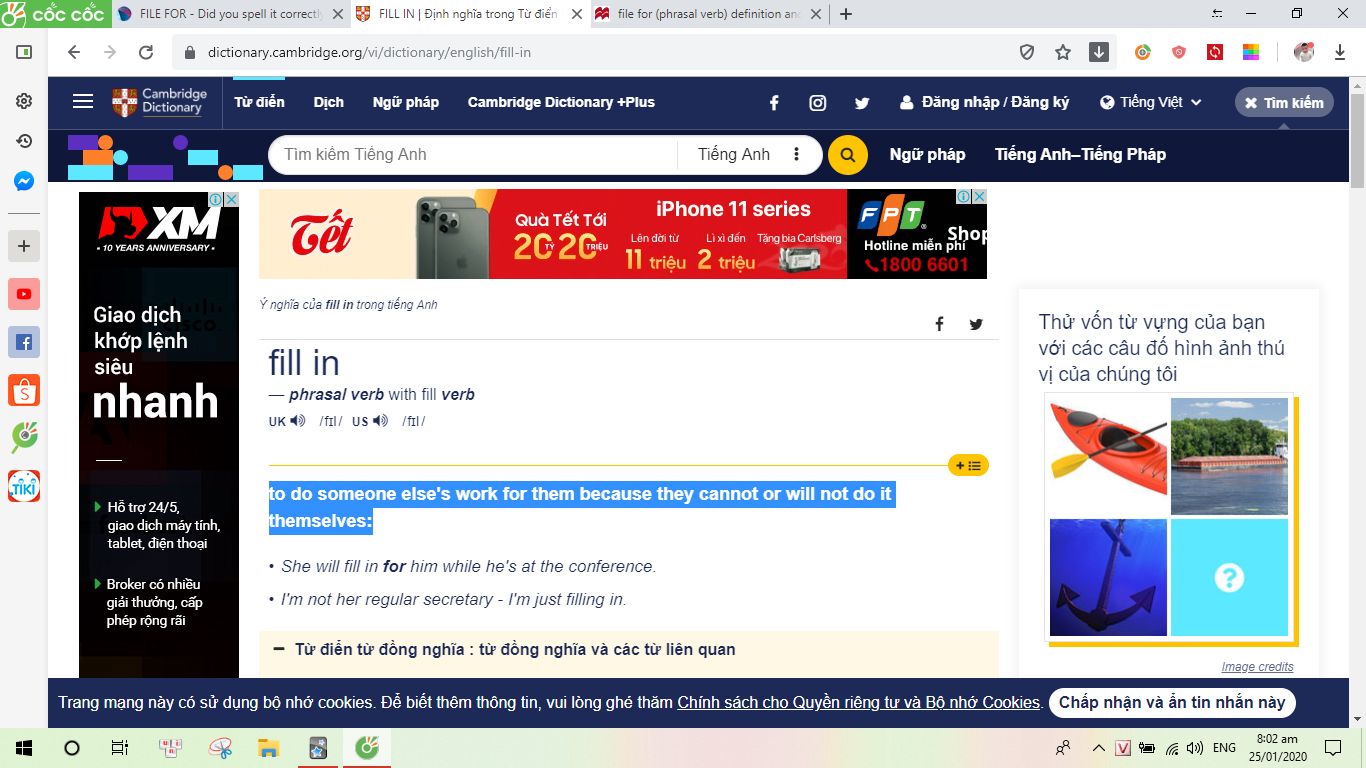 cốc cốc
FILE FOR - Did you spell it correctly
FILL IN | Định nghĩa trong Từ điển
file for (phrasal verb) definition and
dictionary.cambridge.org/vi/dictionary/english/fill-in
Cambridge
Dictionary
Từ điển
Dịch
Ngữ pháp
Cambridge Dictionary +Plus
Đăng nhập / Đăng ký
Tiếng Việt
Tìm kiếm
Tìm kiếm Tiếng Anh
Tiếng Anh
Ngữ pháp
Tiếng Anh–Tiếng Pháp
XM
• 10 YEARS ANNIVERSARY •
Giao dịch
khớp lệnh
siêu
nhanh
Hỗ trợ 24/5,
giao dịch máy tính,
tablet, điện thoại
Broker có nhiều
giải thưởng, cấp
phép rộng rãi
Tết
Quà Tết Tới
20 TỶ 20 TRIỆU
iPhone 11 series
Lên đời từ
11 triệu
Lì xì đến
2 triệu
Tặng bia Carlsberg
FPT Shop
Hotline miễn phí
1800 6601
Ý nghĩa của fill in trong tiếng Anh
fill in
— phrasal verb with fill verb
UK /fɪl/ US /fɪl/
to do someone else's work for them because they cannot or will not do it
themselves:
• She will fill in for him while he's at the conference.
• I'm not her regular secretary - I'm just filling in.
Từ điển từ đồng nghĩa : từ đồng nghĩa và các từ liên quan
Thử vốn từ vựng của bạn
với các câu đố hình ảnh thú
vị của chúng tôi
?
Image credits
TIKI
Trang mạng này có sử dụng bộ nhớ cookies. Để biết thêm thông tin, vui lòng ghé thăm Chính sách cho Quyền riêng tư và Bộ nhớ Cookies.
Chấp nhận và ẩn tin nhắn này
ENG
8:02 am
25/01/2020